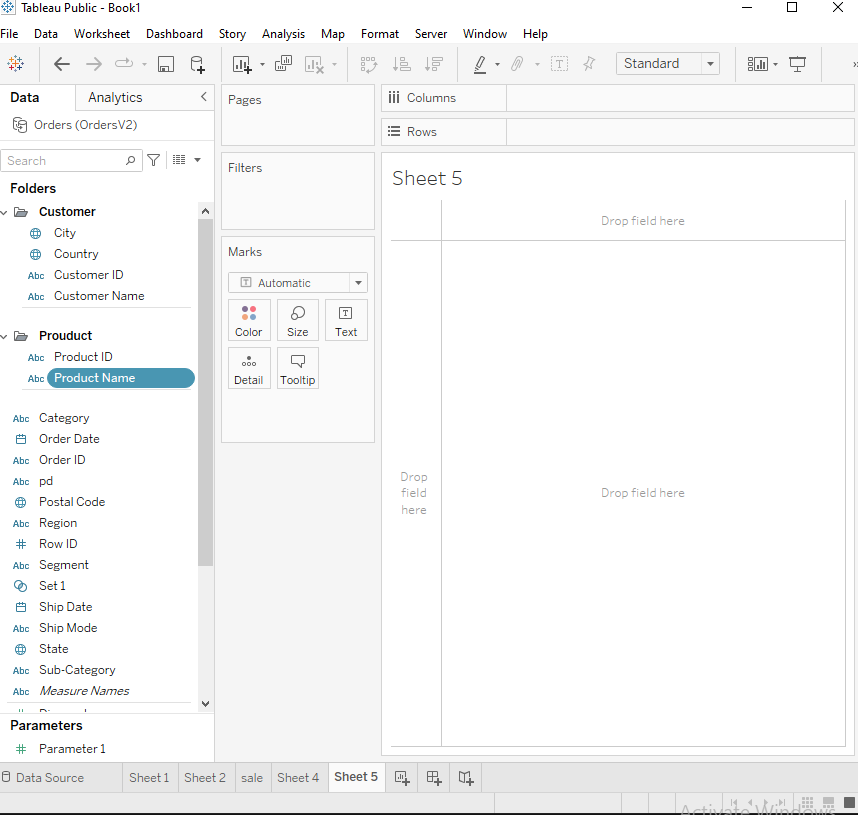 Tableau Public - Book1
File Data Worksheet Dashboard Story Analysis Map Format Server Window Help
Standard
Data Analytics
Orders (OrdersV2)
Search
Folders
Customer
City
Country
Abc Customer ID
Abc Customer Name
Prouduct
Abc Product ID
Abc Product Name
Abc Category
Order Date
Abc Order ID
Abc pd
Postal Code
Abc Region
Row ID
Abc Segment
Set 1
Ship Date
Abc Ship Mode
State
Abc Sub-Category
Abc Measure Names
Parameters
Parameter 1
Pages
Filters
Marks
Automatic
Color Size Text
Detail Tooltip
Columns
Rows
Sheet 5
Drop field here
Drop
field
here
Drop field here
Data Source Sheet 1 Sheet 2 sale Sheet 4 Sheet 5
Activate Windows